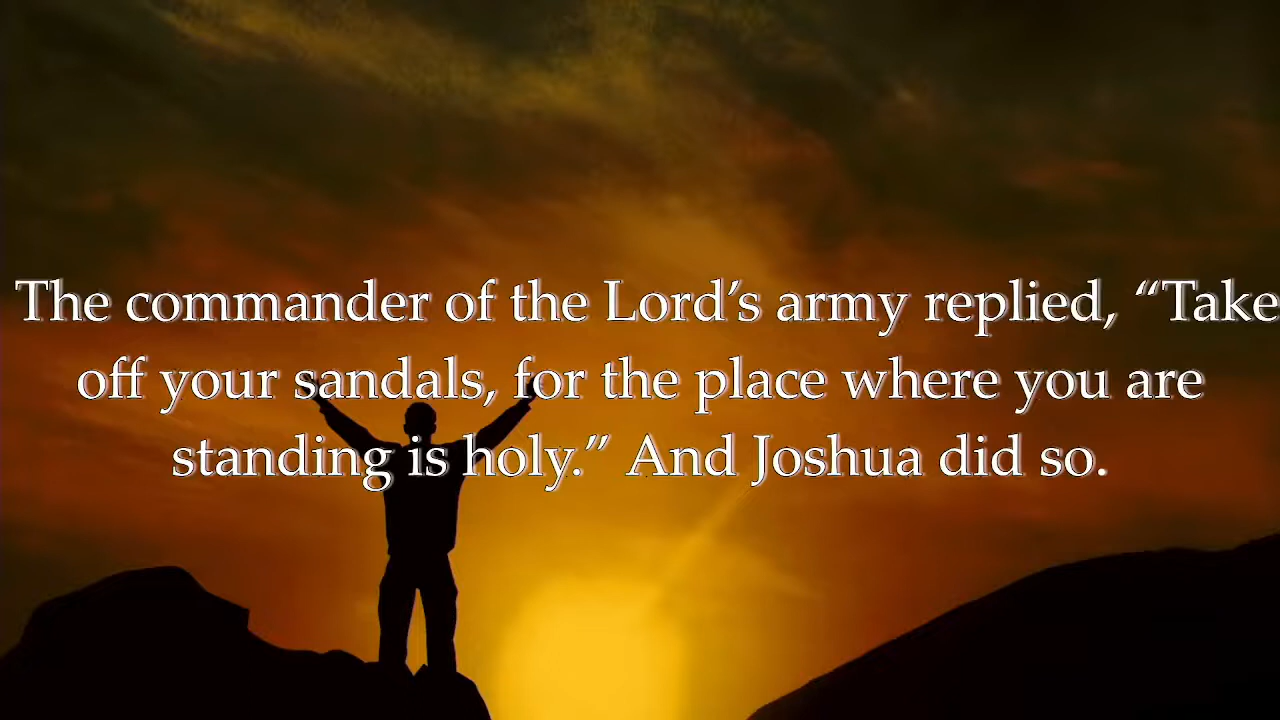 The commander of the Lord’s army replied, “Take
off your sandals, for the place where you are
standing is holy.” And Joshua did so.